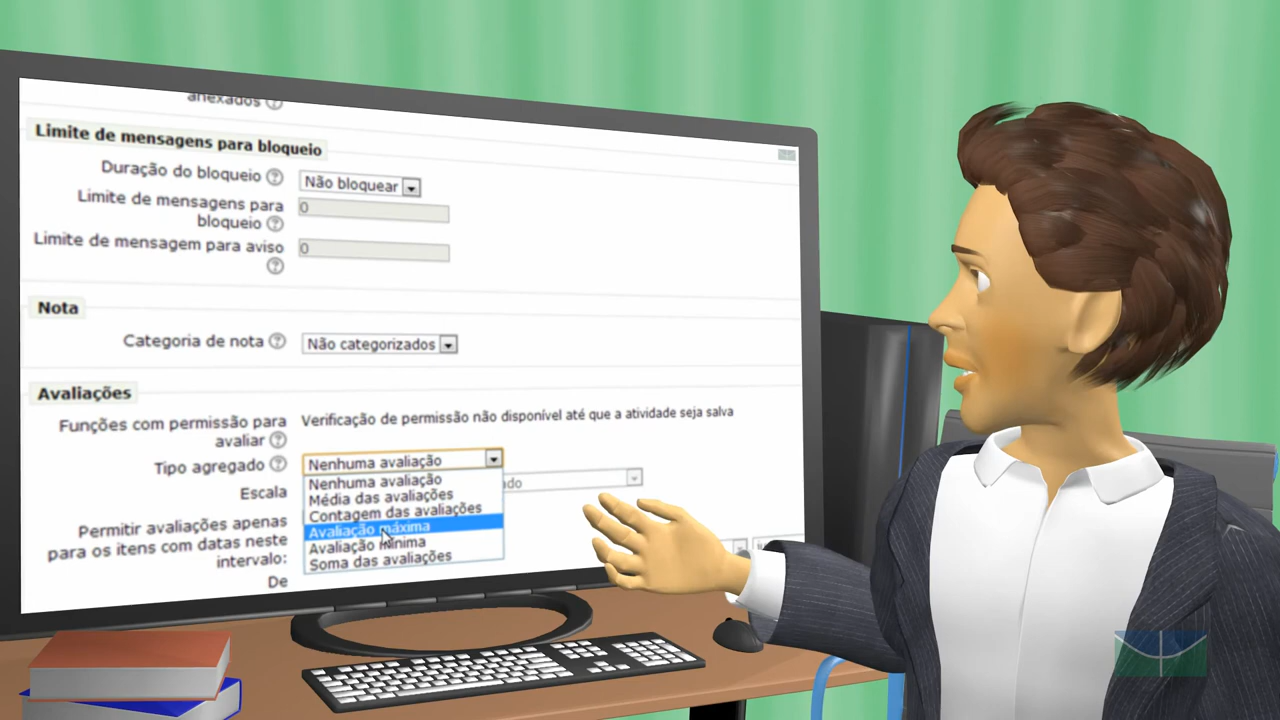 anexados
Limite de mensagens para bloqueio
Duração do bloqueio Não bloquear
Limite de mensagens para
bloqueio 0
Limite de mensagem para aviso 0
Nota
Categoria de nota Não categorizados
Avaliações
Funções com permissão para
avaliar Verificação de permissão não disponível até que a atividade seja salva
Tipo agregado Nenhuma avaliação
Nenhuma avaliação
Média das avaliações
Contagem das avaliações
Avaliação máxima
Avaliação mínima
Soma das avaliações
Escala
Permitir avaliações apenas
para os itens com datas neste
intervalo:
De